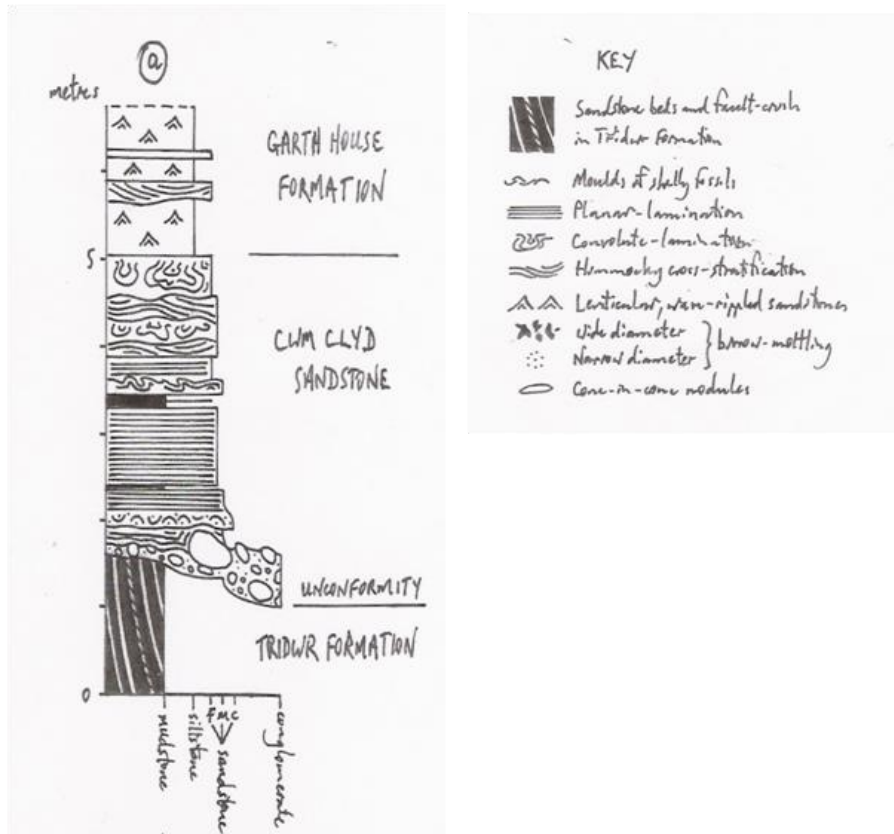 a
metres
GARTH HOUSE
FORMATION
5
CWM CLYD
SANDSTONE
UNCONFORMITY
TRIDWR FORMATION
0
mudstone
siltstone
f m c
sandstone
conglomerate
KEY
Sandstone beds and fault-crush
in Tridwr Formation
Moulds of shelly fossils
Planar-lamination
Convolute-lamination
Hummocky cross-stratification
Lenticular, wave-rippled sandstones
Wide diameter
Narrow diameter
burrow-mottling
Cone-in-cone nodules